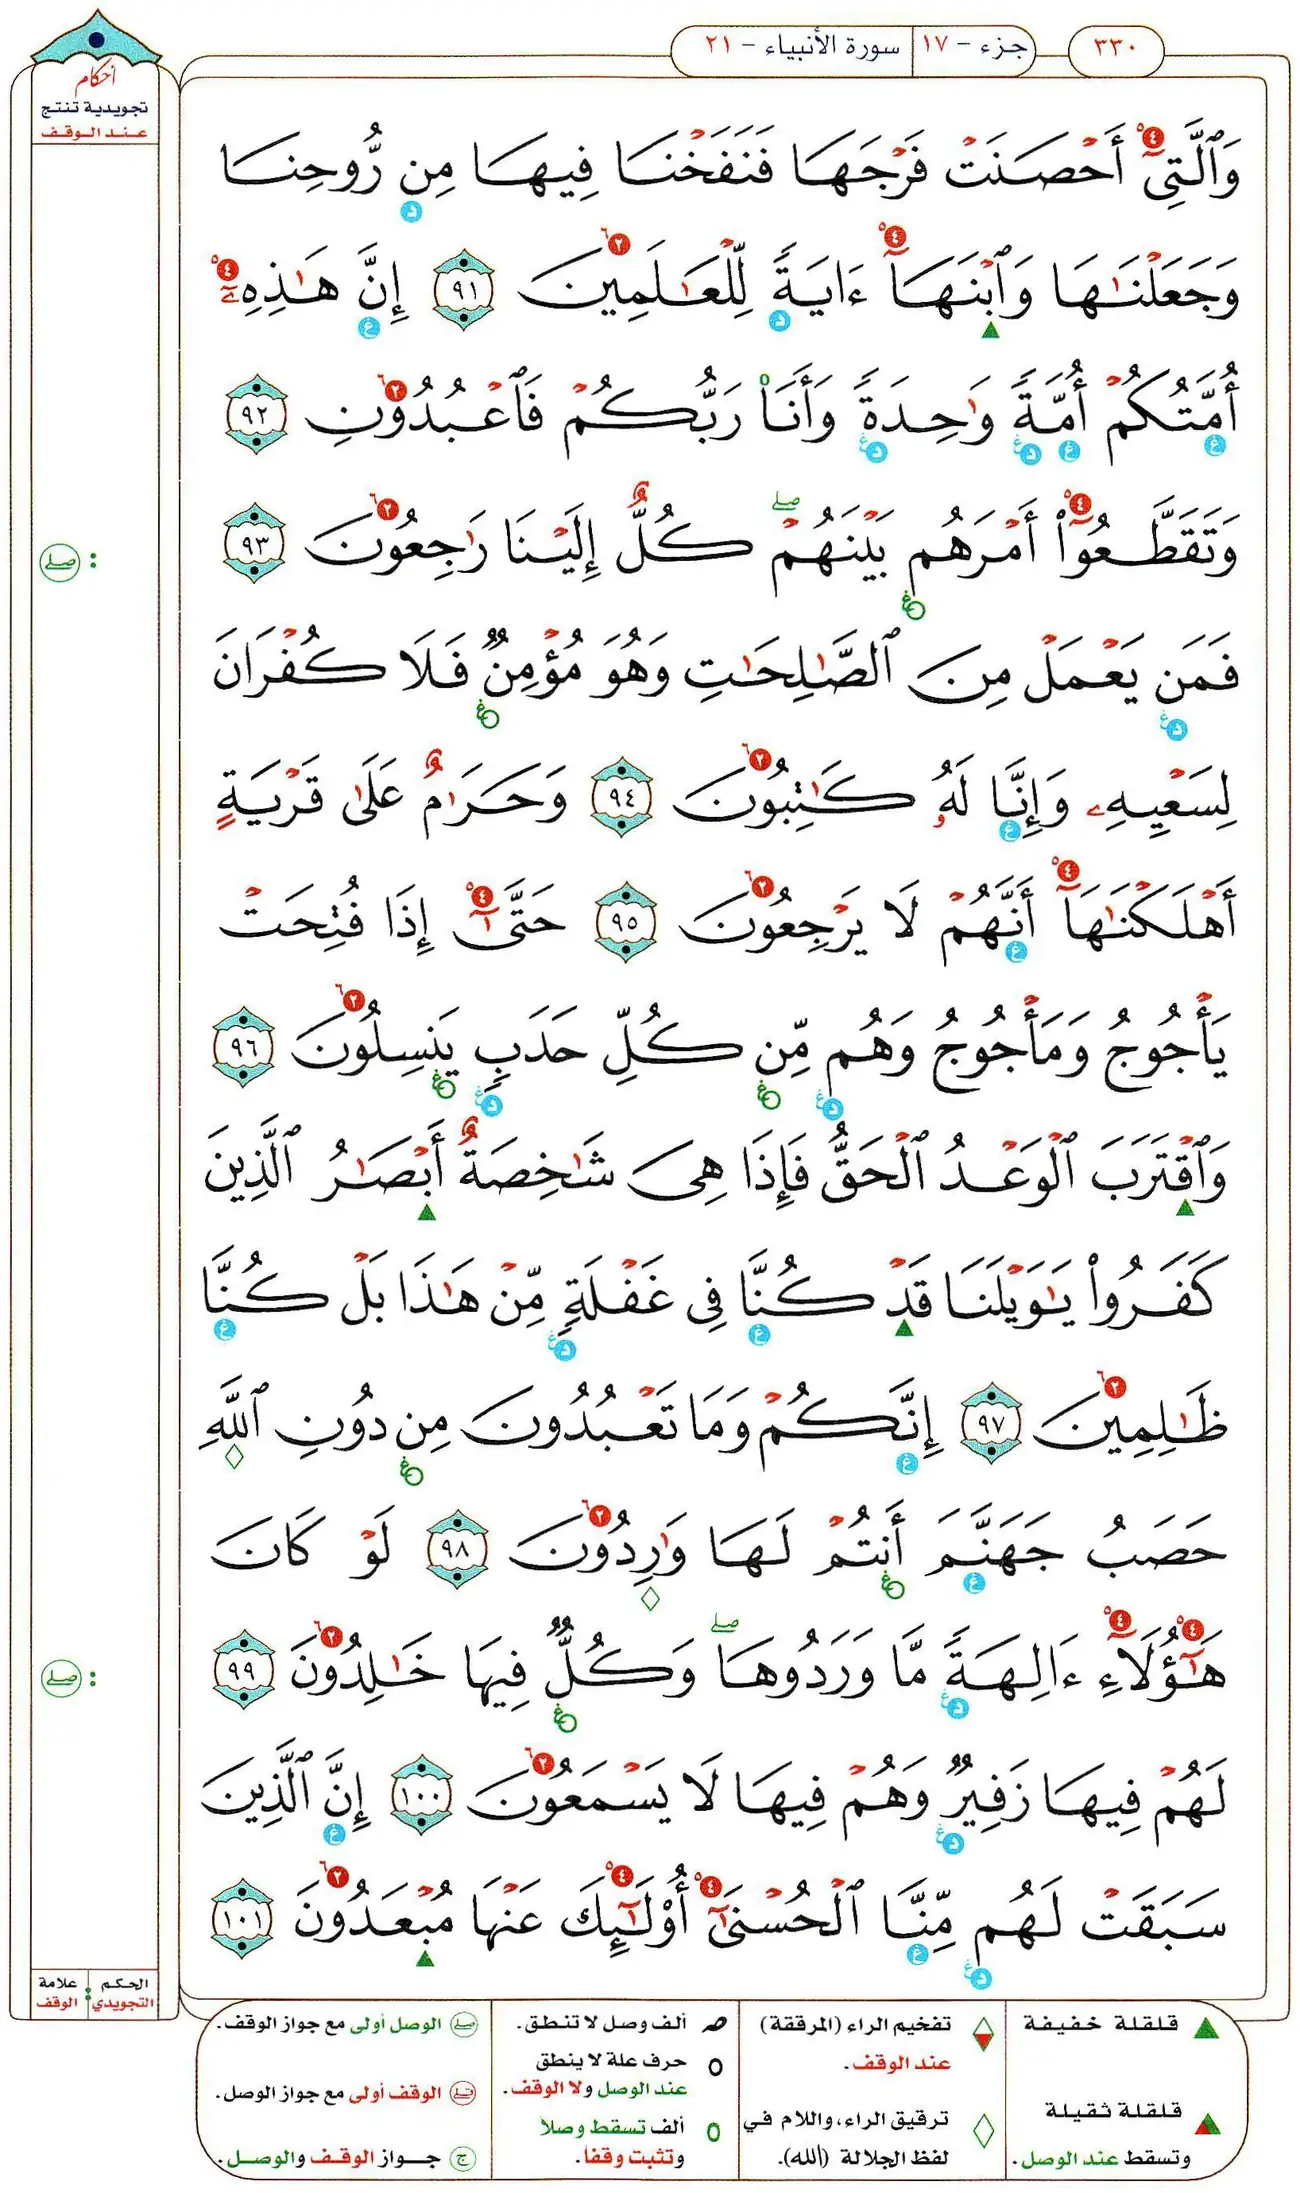 ٣٣٠
جزء - ١٧ سورة الأنبياء - ٢١
أحكام
تجويدية تنتج
عند الوقف
وَٱلَّتِىٓ أَحْصَنَتْ فَرْجَهَا فَنَفَخْنَا فِيهَا مِن رُّوحِنَا
وَجَعَلْنَـٰهَا وَٱبْنَهَآ ءَايَةً لِّلْعَـٰلَمِينَ ٩١ إِنَّ هَـٰذِهِۦٓ
أُمَّتُكُمْ أُمَّةً وَٰحِدَةً وَأَنَا۠ رَبُّكُمْ فَٱعْبُدُونِ ٩٢
وَتَقَطَّعُوٓا۟ أَمْرَهُم بَيْنَهُمْ ۖ كُلٌّ إِلَيْنَا رَٰجِعُونَ ٩٣
فَمَن يَعْمَلْ مِنَ ٱلصَّـٰلِحَـٰتِ وَهُوَ مُؤْمِنٌ فَلَا كُفْرَانَ
لِسَعْيِهِۦ وَإِنَّا لَهُۥ كَـٰتِبُونَ ٩٤ وَحَرَٰمٌ عَلَىٰ قَرْيَةٍ
أَهْلَكْنَـٰهَآ أَنَّهُمْ لَا يَرْجِعُونَ ٩٥ حَتَّىٰٓ إِذَا فُتِحَتْ
يَأْجُوجُ وَمَأْجُوجُ وَهُم مِّن كُلِّ حَدَبٍ يَنسِلُونَ ٩٦
وَٱقْتَرَبَ ٱلْوَعْدُ ٱلْحَقُّ فَإِذَا هِىَ شَـٰخِصَةٌ أَبْصَـٰرُ ٱلَّذِينَ
كَفَرُوا۟ يَـٰوَيْلَنَا قَدْ كُنَّا فِى غَفْلَةٍ مِّنْ هَـٰذَا بَلْ كُنَّا
ظَـٰلِمِينَ ٩٧ إِنَّكُمْ وَمَا تَعْبُدُونَ مِن دُونِ ٱللَّهِ
حَصَبُ جَهَنَّمَ أَنتُمْ لَهَا وَٰرِدُونَ ٩٨ لَوْ كَانَ
هَـٰٓؤُلَآءِ ءَالِهَةً مَّا وَرَدُوهَا ۖ وَكُلٌّ فِيهَا خَـٰلِدُونَ ٩٩
لَهُمْ فِيهَا زَفِيرٌ وَهُمْ فِيهَا لَا يَسْمَعُونَ ١٠٠ إِنَّ ٱلَّذِينَ
سَبَقَتْ لَهُم مِّنَّا ٱلْحُسْنَىٰٓ أُو۟لَـٰٓئِكَ عَنْهَا مُبْعَدُونَ ١٠١
صلى :
صلى :
الحكم : علامة
التجويدي : الوقف
قلقلة خفيفة
قلقلة ثقيلة
وتسقط عند الوصل.
تفخيم الراء (المرققة)
عند الوقف.
ترقيق الراء، واللام في
لفظ الجلالة (الله).
ألف وصل لا تنطق.
حرف علة لا ينطق
عند الوصل ولا الوقف.
ألف تسقط وصلاً
وتثبت وقفاً.
صلى الوصل أولى مع جواز الوقف.
قلى الوقف أولى مع جواز الوصل.
ج جواز الوقف والوصل.